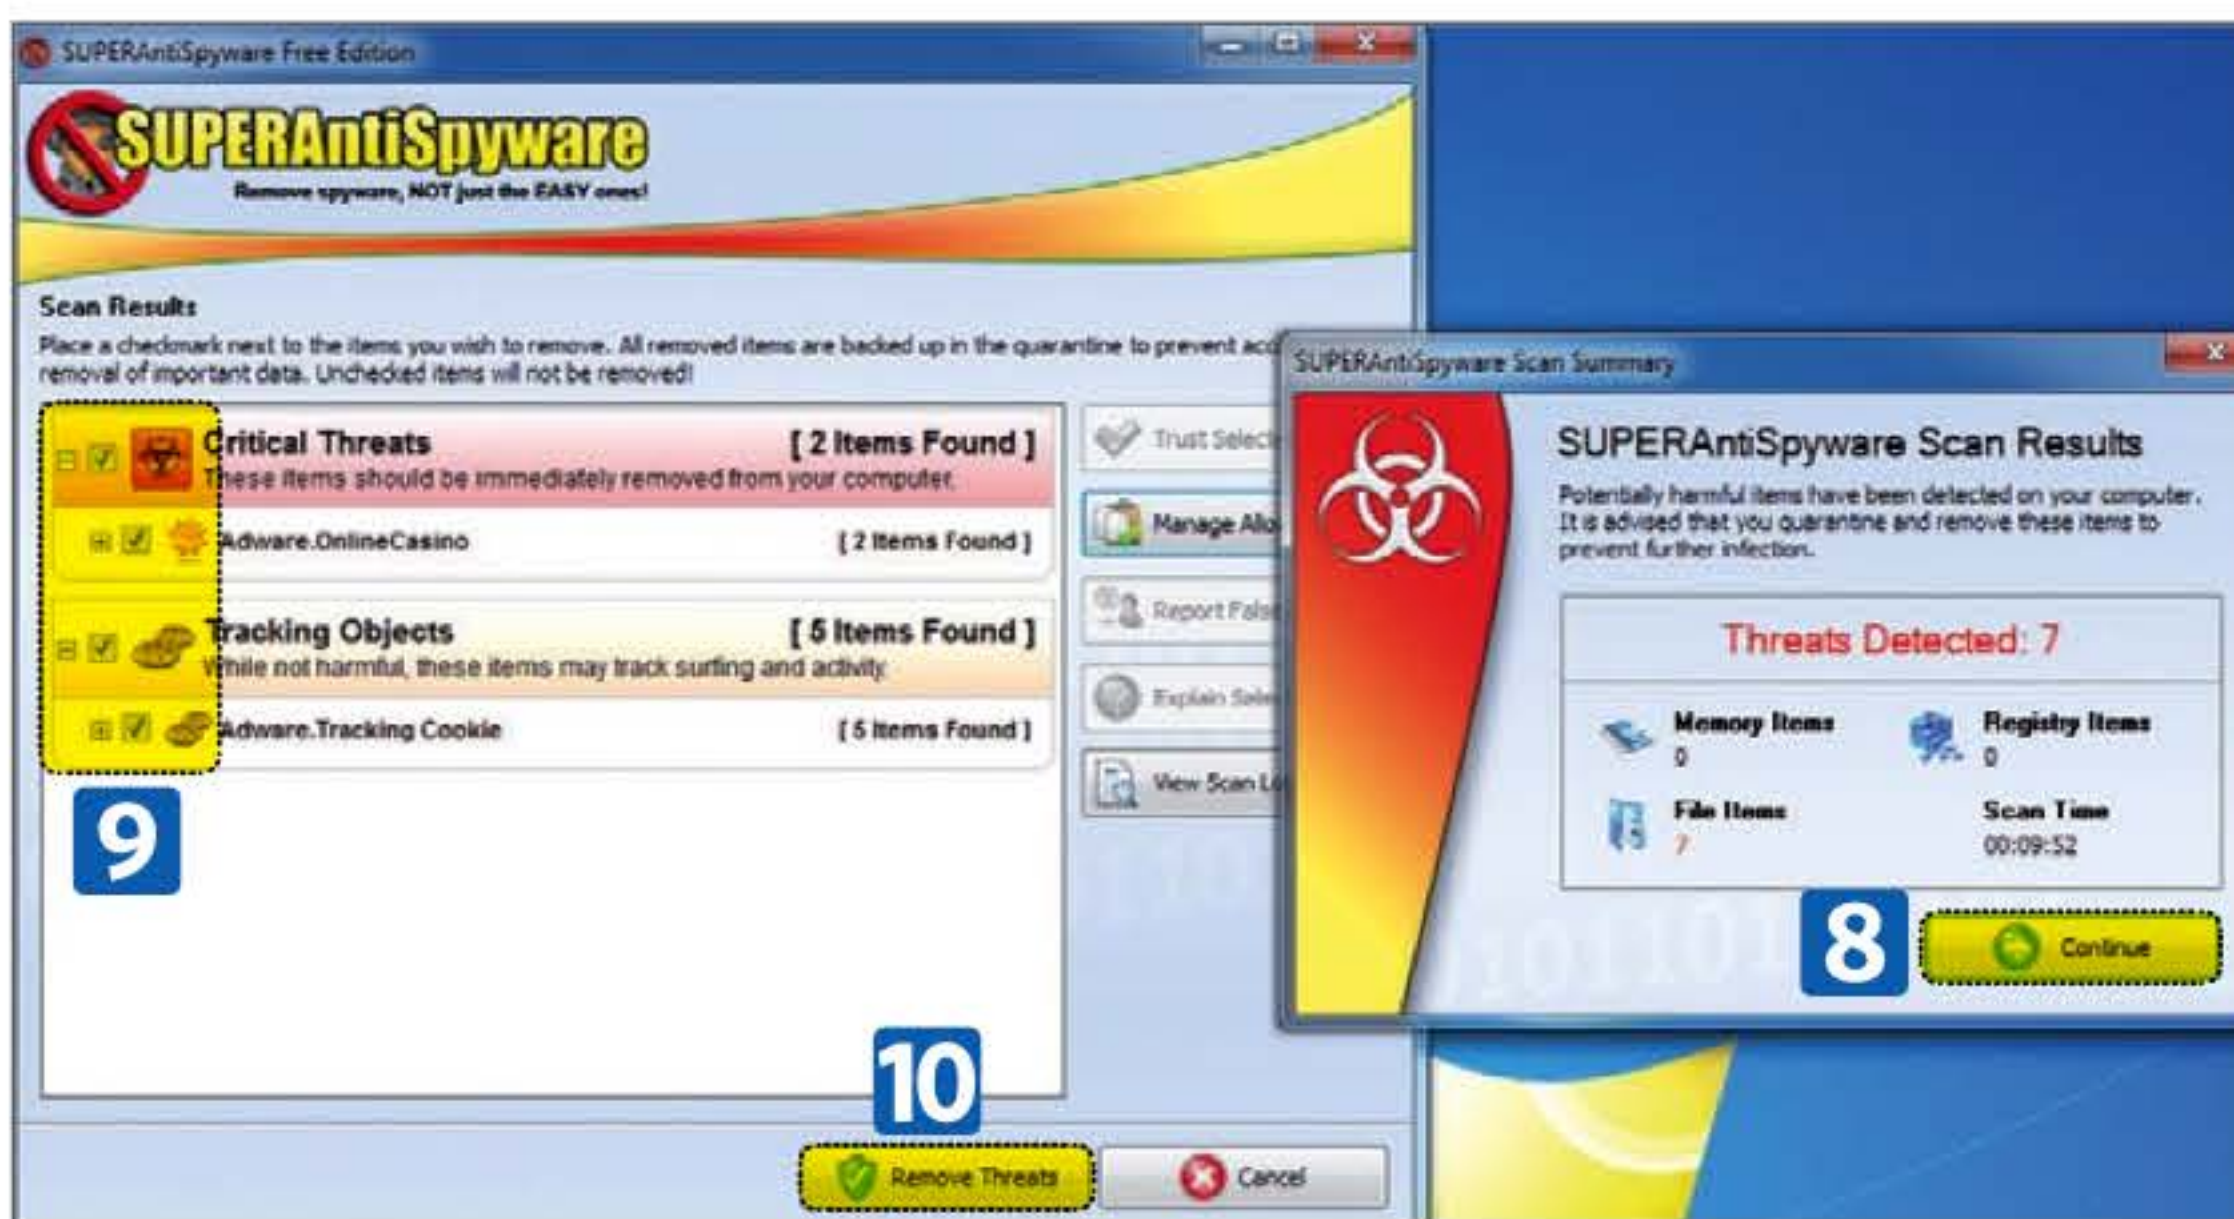 SUPERAntiSpyware Free Edition
SUPERAntiSpyware
Remove spyware, NOT just the EASY ones!
Scan Results
Place a checkmark next to the items you wish to remove. All removed items are backed up in the quarantine to prevent acc
removal of important data. Unchecked items will not be removed!
Critical Threats [ 2 Items Found ]
These items should be immediately removed from your computer.
Adware.OnlineCasino [ 2 Items Found ]
Tracking Objects [ 5 Items Found ]
While not harmful, these items may track surfing and activity.
Adware.Tracking Cookie [ 5 Items Found ]
9
Trust Select
Manage Allo
Report False
Explain Sele
View Scan Lo
10
Remove Threats
Cancel
SUPERAntiSpyware Scan Summary
SUPERAntiSpyware Scan Results
Potentially harmful items have been detected on your computer.
It is advised that you quarantine and remove these items to
prevent further infection.
Threats Detected: 7
Memory Items
0
Registry Items
0
File Items
7
Scan Time
00:09:52
8
Continue